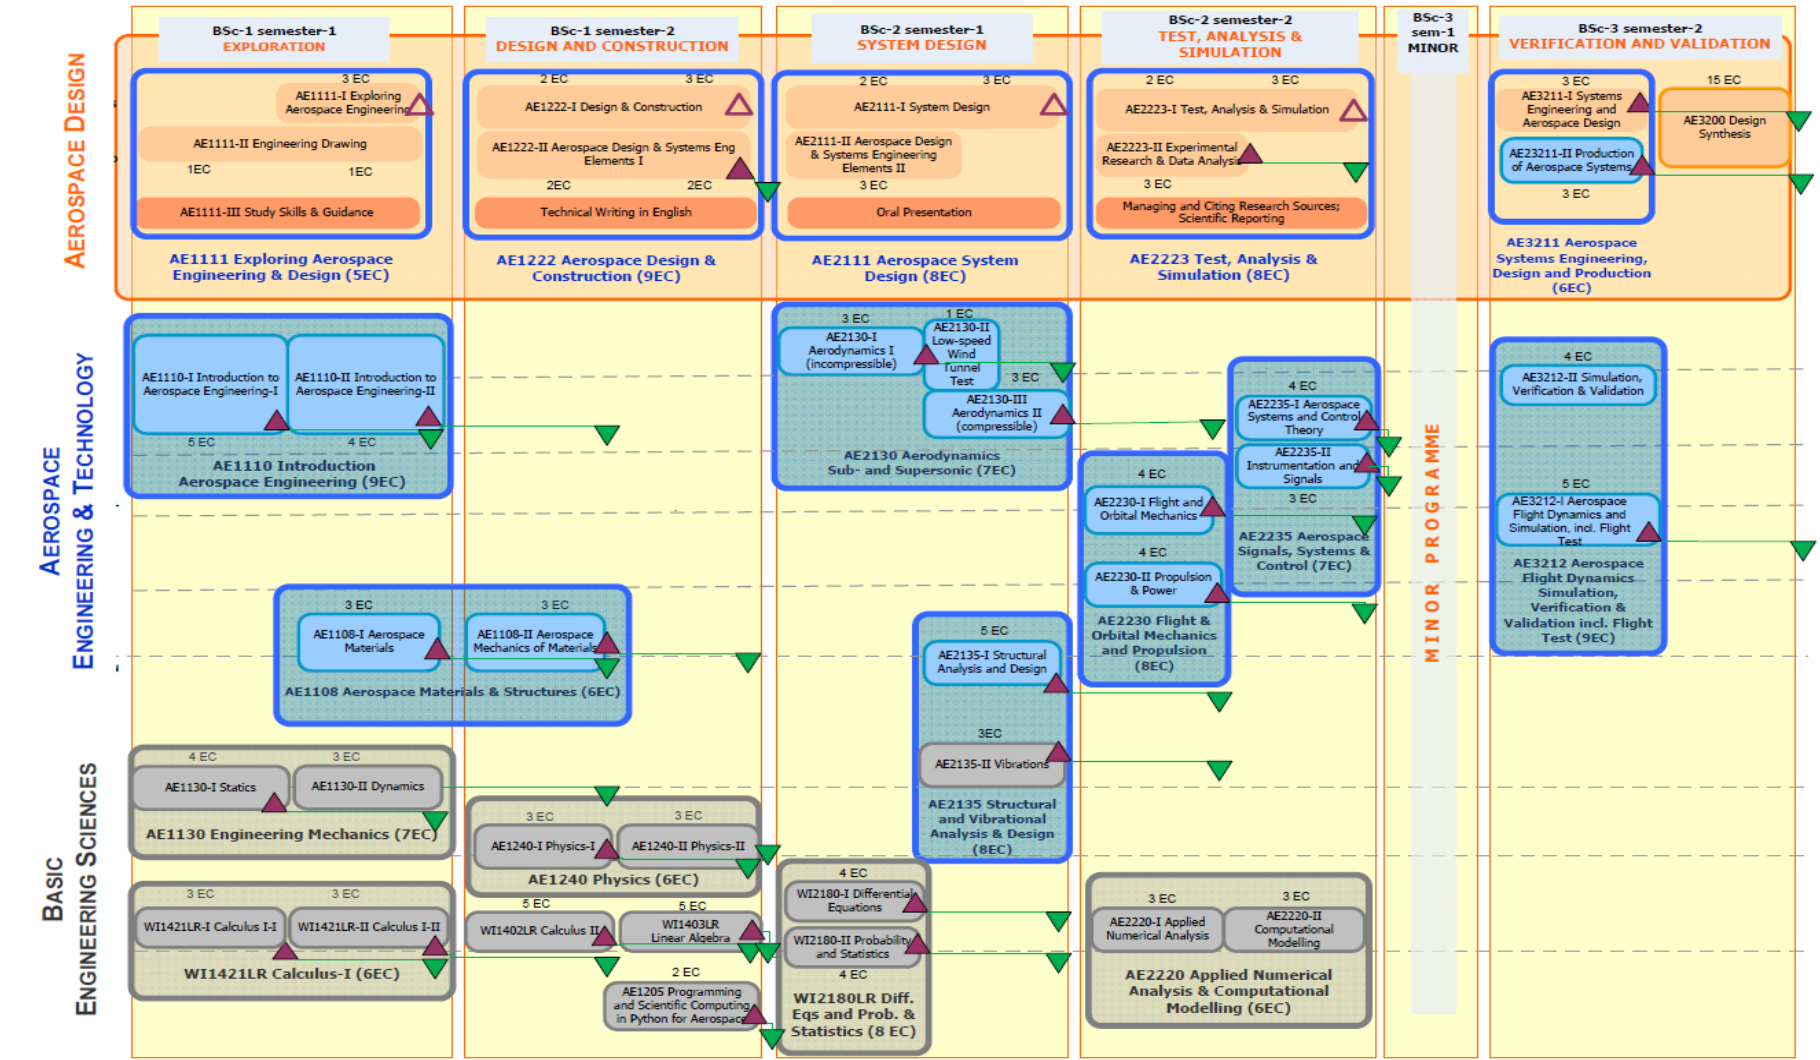 BSc-1 semester-1
EXPLORATION
BSc-1 semester-2
DESIGN AND CONSTRUCTION
BSc-2 semester-1
SYSTEM DESIGN
BSc-2 semester-2
TEST, ANALYSIS &
SIMULATION
BSc-3
sem-1
MINOR
BSc-3 semester-2
VERIFICATION AND VALIDATION
AEROSPACE DESIGN
3 EC
AE1111-I Exploring
Aerospace Engineering
AE1111-II Engineering Drawing
1EC
1EC
AE1111-III Study Skills & Guidance
AE1111 Exploring Aerospace
Engineering & Design (5EC)
2 EC
3 EC
AE1222-I Design & Construction
AE1222-II Aerospace Design & Systems Eng
Elements I
2EC
2EC
Technical Writing in English
AE1222 Aerospace Design &
Construction (9EC)
2 EC
3 EC
AE2111-I System Design
AE2111-II Aerospace Design
& Systems Engineering
Elements II
3 EC
Oral Presentation
AE2111 Aerospace System
Design (8EC)
2 EC
3 EC
AE2223-I Test, Analysis & Simulation
AE2223-II Experimental
Research & Data Analysis
3 EC
Managing and Citing Research Sources;
Scientific Reporting
AE2223 Test, Analysis &
Simulation (8EC)
3 EC
AE3211-I Systems
Engineering and
Aerospace Design
AE23211-II Production
of Aerospace Systems
3 EC
AE3211 Aerospace
Systems Engineering,
Design and Production
(6EC)
15 EC
AE3200 Design
Synthesis
AEROSPACE
ENGINEERING & TECHNOLOGY
AE1110-I Introduction to
Aerospace Engineering-I
AE1110-II Introduction to
Aerospace Engineering-II
5 EC
4 EC
AE1110 Introduction
Aerospace Engineering (9EC)
3 EC
AE1108-I Aerospace
Materials
3 EC
AE1108-II Aerospace
Mechanics of Materials
AE1108 Aerospace Materials & Structures (6EC)
3 EC
AE2130-I
Aerodynamics I
(incompressible)
1 EC
AE2130-II
Low-speed
Wind
Tunnel
Test
3 EC
AE2130-III
Aerodynamics II
(compressible)
AE2130 Aerodynamics
Sub- and Supersonic (7EC)
5 EC
AE2135-I Structural
Analysis and Design
3EC
AE2135-II Vibrations
AE2135 Structural
and Vibrational
Analysis & Design
(8EC)
4 EC
AE2230-I Flight and
Orbital Mechanics
4 EC
AE2230-II Propulsion
& Power
AE2230 Flight &
Orbital Mechanics
and Propulsion
(8EC)
4 EC
AE2235-I Aerospace
Systems and Control
Theory
AE2235-II
Instrumentation and
Signals
3 EC
AE2235 Aerospace
Signals, Systems &
Control (7EC)
MINOR PROGRAMME
4 EC
AE3212-II Simulation,
Verification & Validation
5 EC
AE3212-I Aerospace
Flight Dynamics and
Simulation, incl. Flight
Test
AE3212 Aerospace
Flight Dynamics
Simulation,
Verification &
Validation incl. Flight
Test (9EC)
BASIC
ENGINEERING SCIENCES
4 EC
3 EC
AE1130-I Statics
AE1130-II Dynamics
AE1130 Engineering Mechanics (7EC)
3 EC
3 EC
WI1421LR-I Calculus I-I
WI1421LR-II Calculus I-II
WI1421LR Calculus-I (6EC)
3 EC
3 EC
AE1240-I Physics-I
AE1240-II Physics-II
AE1240 Physics (6EC)
5 EC
5 EC
WI1402LR Calculus II
WI1403LR
Linear Algebra
2 EC
AE1205 Programming
and Scientific Computing
in Python for Aerospace
4 EC
WI2180-I Differential
Equations
WI2180-II Probability
and Statistics
4 EC
WI2180LR Diff.
Eqs and Prob. &
Statistics (8 EC)
3 EC
3 EC
AE2220-I Applied
Numerical Analysis
AE2220-II
Computational
Modelling
AE2220 Applied Numerical
Analysis & Computational
Modelling (6EC)